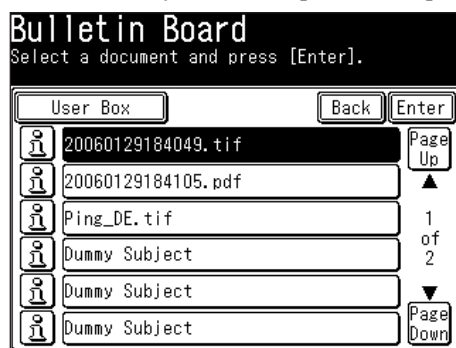 Bulletin Board
Select a document and press [Enter].
User Box
Back
Enter
20060129184049.tif
Page
Up
20060129184105.pdf
Ping_DE.tif
1
of
2
Dummy Subject
Dummy Subject
Dummy Subject
Page
Down